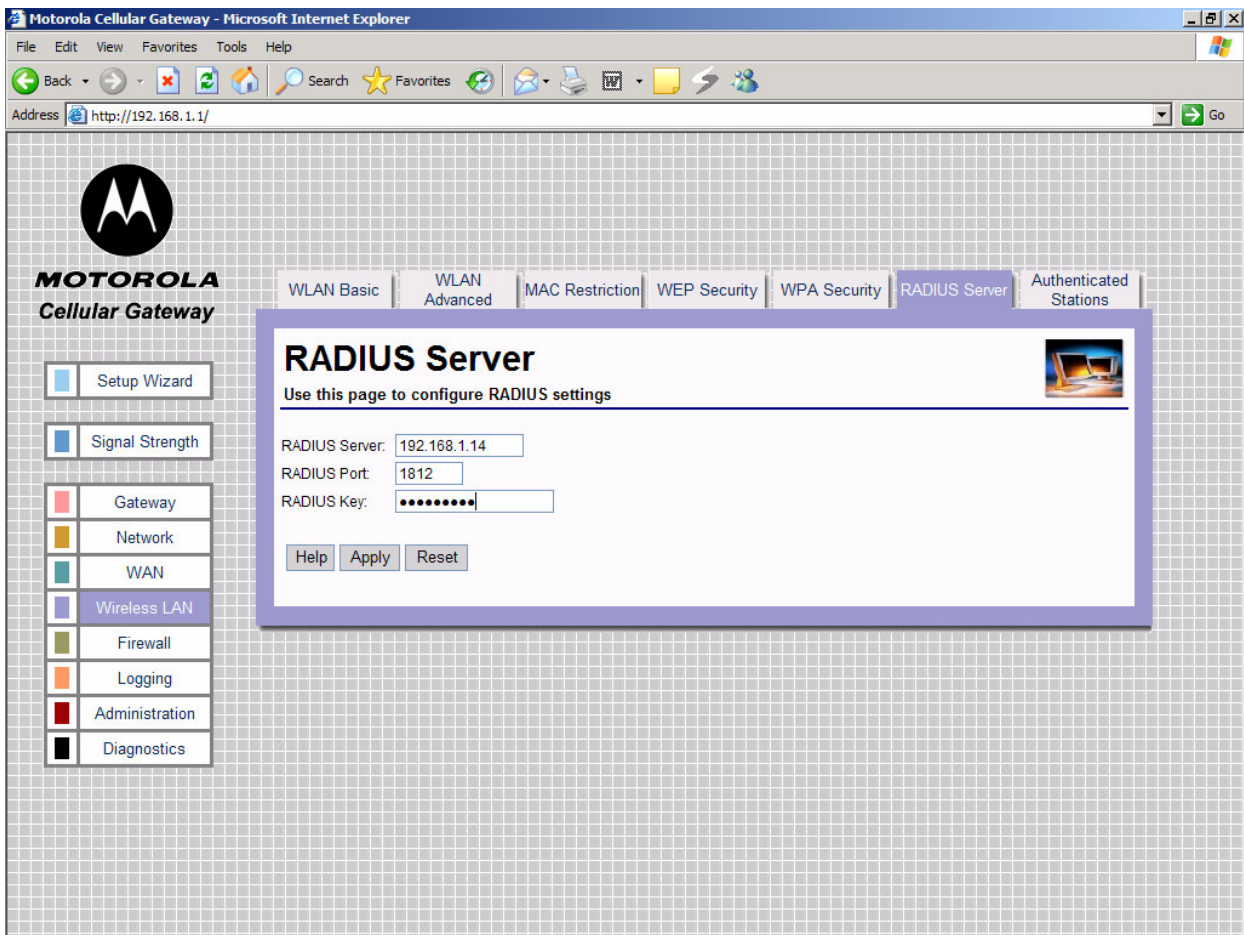 Motorola Cellular Gateway - Microsoft Internet Explorer
File Edit View Favorites Tools Help
Back Search Favorites
Address http://192.168.1.1/ Go
MOTOROLA
Cellular Gateway
WLAN Basic
WLAN Advanced
MAC Restriction
WEP Security
WPA Security
RADIUS Server
Authenticated Stations
Setup Wizard
Signal Strength
Gateway
Network
WAN
Wireless LAN
Firewall
Logging
Administration
Diagnostics
RADIUS Server
Use this page to configure RADIUS settings
RADIUS Server: 192.168.1.14
RADIUS Port: 1812
RADIUS Key: •••••••••
Help Apply Reset